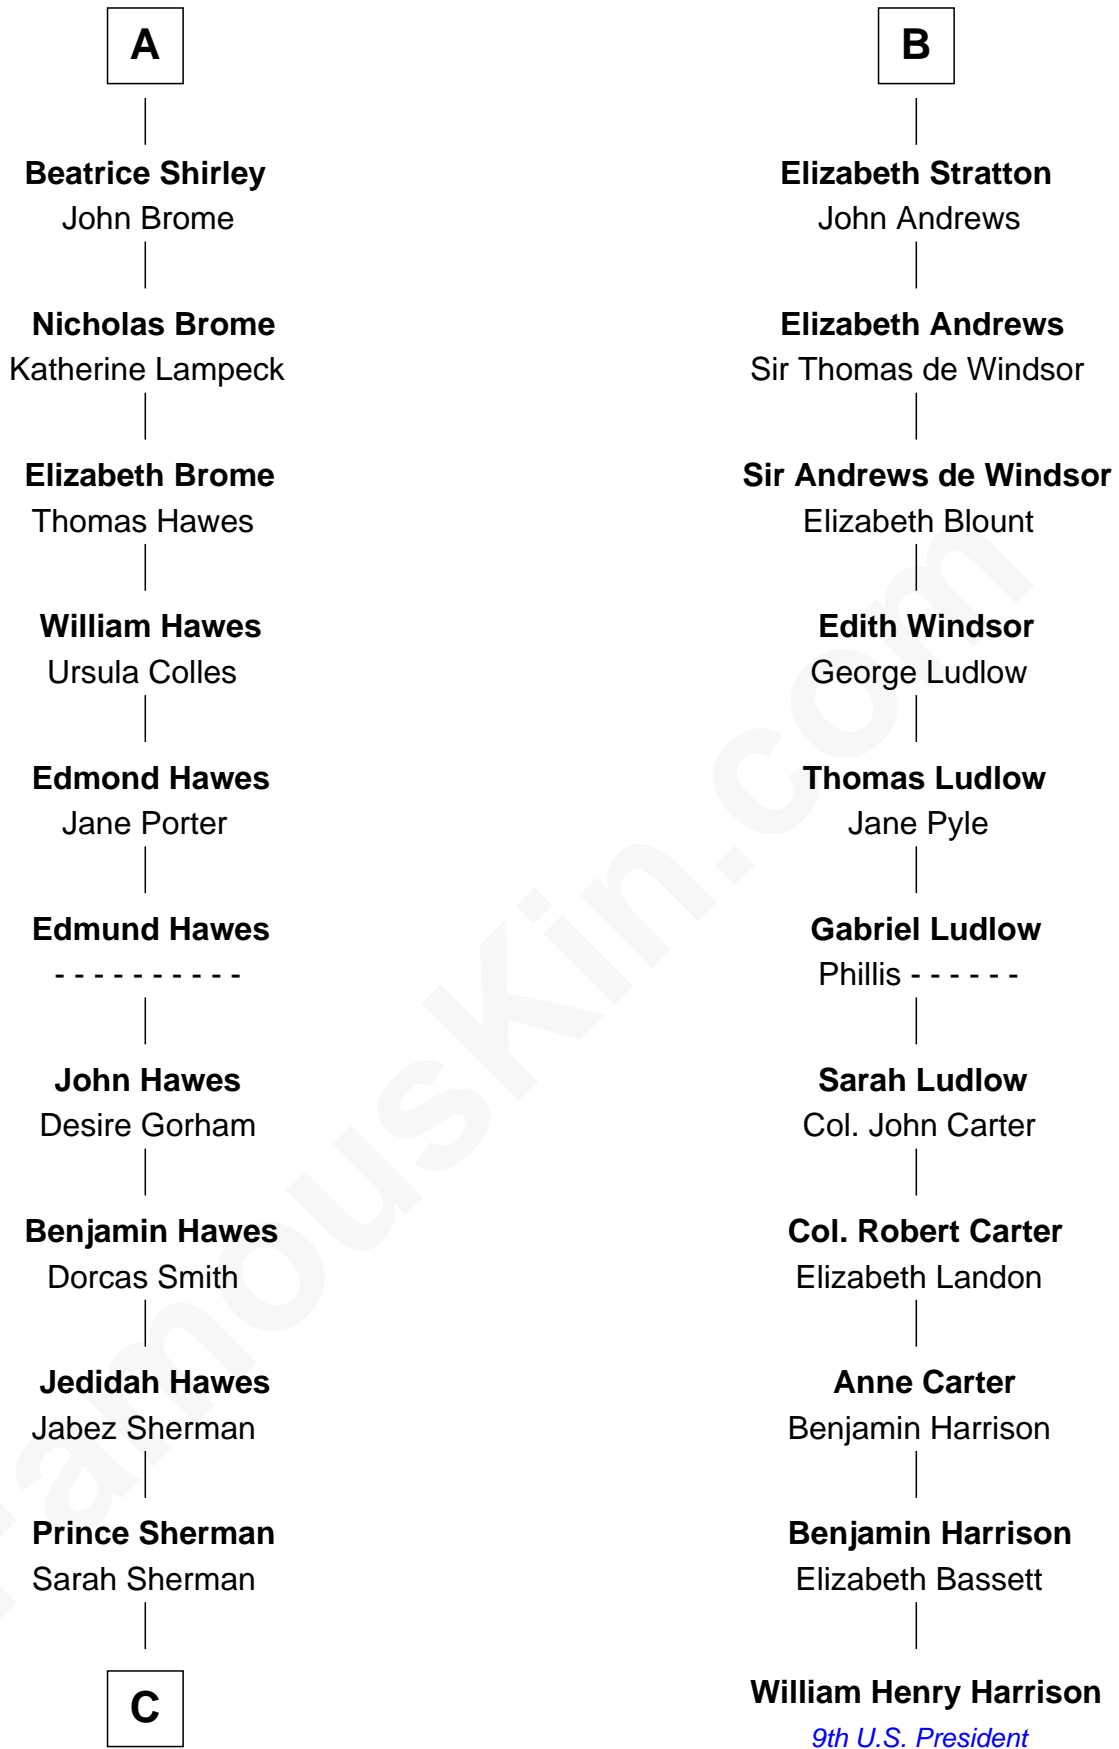 A
Beatrice Shirley
John Brome
Nicholas Brome
Katherine Lampeck
Elizabeth Brome
Thomas Hawes
William Hawes
Ursula Colles
Edmond Hawes
Jane Porter
Edmund Hawes
- - - - - - - - - -
John Hawes
Desire Gorham
Benjamin Hawes
Dorcas Smith
Jedidah Hawes
Jabez Sherman
Prince Sherman
Sarah Sherman
C
B
Elizabeth Stratton
John Andrews
Elizabeth Andrews
Sir Thomas de Windsor
Sir Andrews de Windsor
Elizabeth Blount
Edith Windsor
George Ludlow
Thomas Ludlow
Jane Pyle
Gabriel Ludlow
Phillis - - - - - -
Sarah Ludlow
Col. John Carter
Col. Robert Carter
Elizabeth Landon
Anne Carter
Benjamin Harrison
Benjamin Harrison
Elizabeth Bassett
William Henry Harrison
9th U.S. President
FamousKin.com